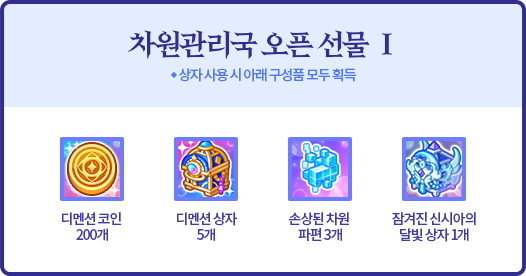 차원관리국 오픈 선물 Ⅰ
◆ 상자 사용 시 아래 구성품 모두 획득
디멘션 코인
200개
디멘션 상자
5개
손상된 차원
파편 3개
잠겨진 신시아의
달빛 상자 1개